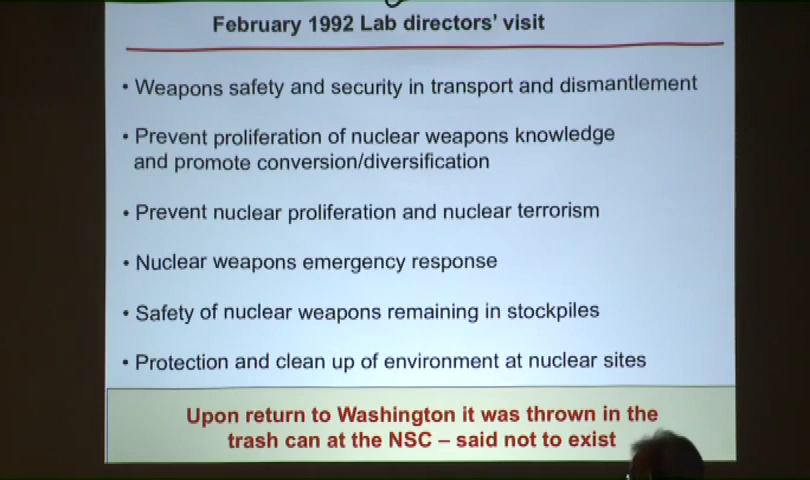 February 1992 Lab directors' visit
• Weapons safety and security in transport and dismantlement
• Prevent proliferation of nuclear weapons knowledge
and promote conversion/diversification
• Prevent nuclear proliferation and nuclear terrorism
• Nuclear weapons emergency response
• Safety of nuclear weapons remaining in stockpiles
• Protection and clean up of environment at nuclear sites
Upon return to Washington it was thrown in the
trash can at the NSC – said not to exist